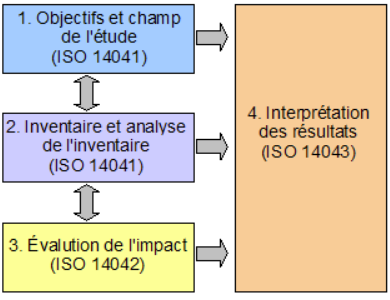 1. Objectifs et champ
de l'étude
(ISO 14041)
2. Inventaire et analyse
de l'inventaire
(ISO 14041)
3. Évaluation de l'impact
(ISO 14042)
4. Interprétation
des résultats
(ISO 14043)